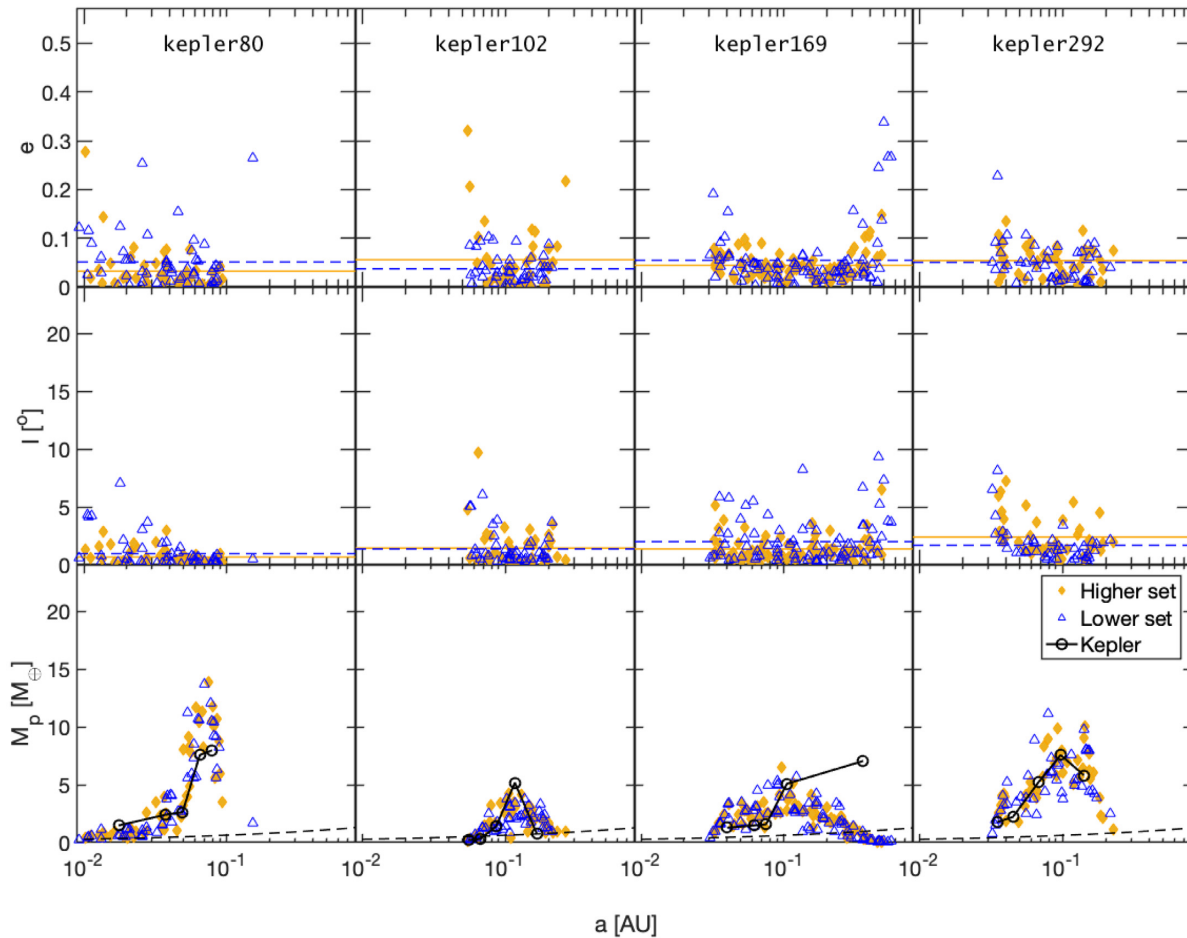 kepler80 kepler102 kepler169 kepler292
0.5
0.4
0.3
0.2
0.1
0
e
20
15
10
5
0
I [°]
Higher set
Lower set
Kepler
20
15
10
5
0
M_p [M_⊕]
10^-2 10^-1 10^-2 10^-1 10^-2 10^-1 10^-2 10^-1
a [AU]